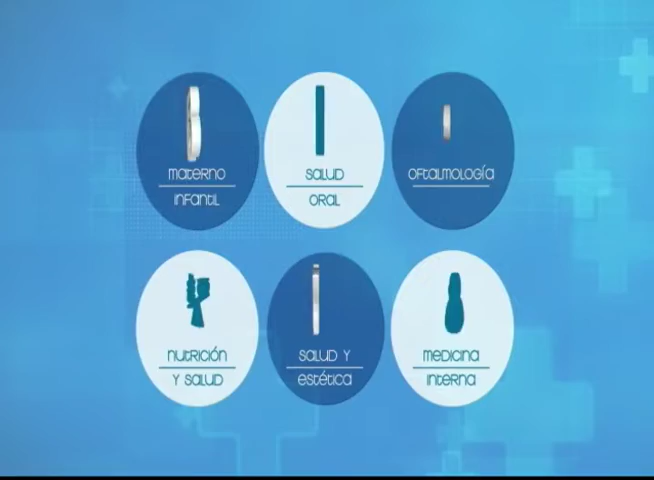 materno
infantil
salud
oral
oftalmología
nutrición
y salud
salud y
estética
medicina
interna